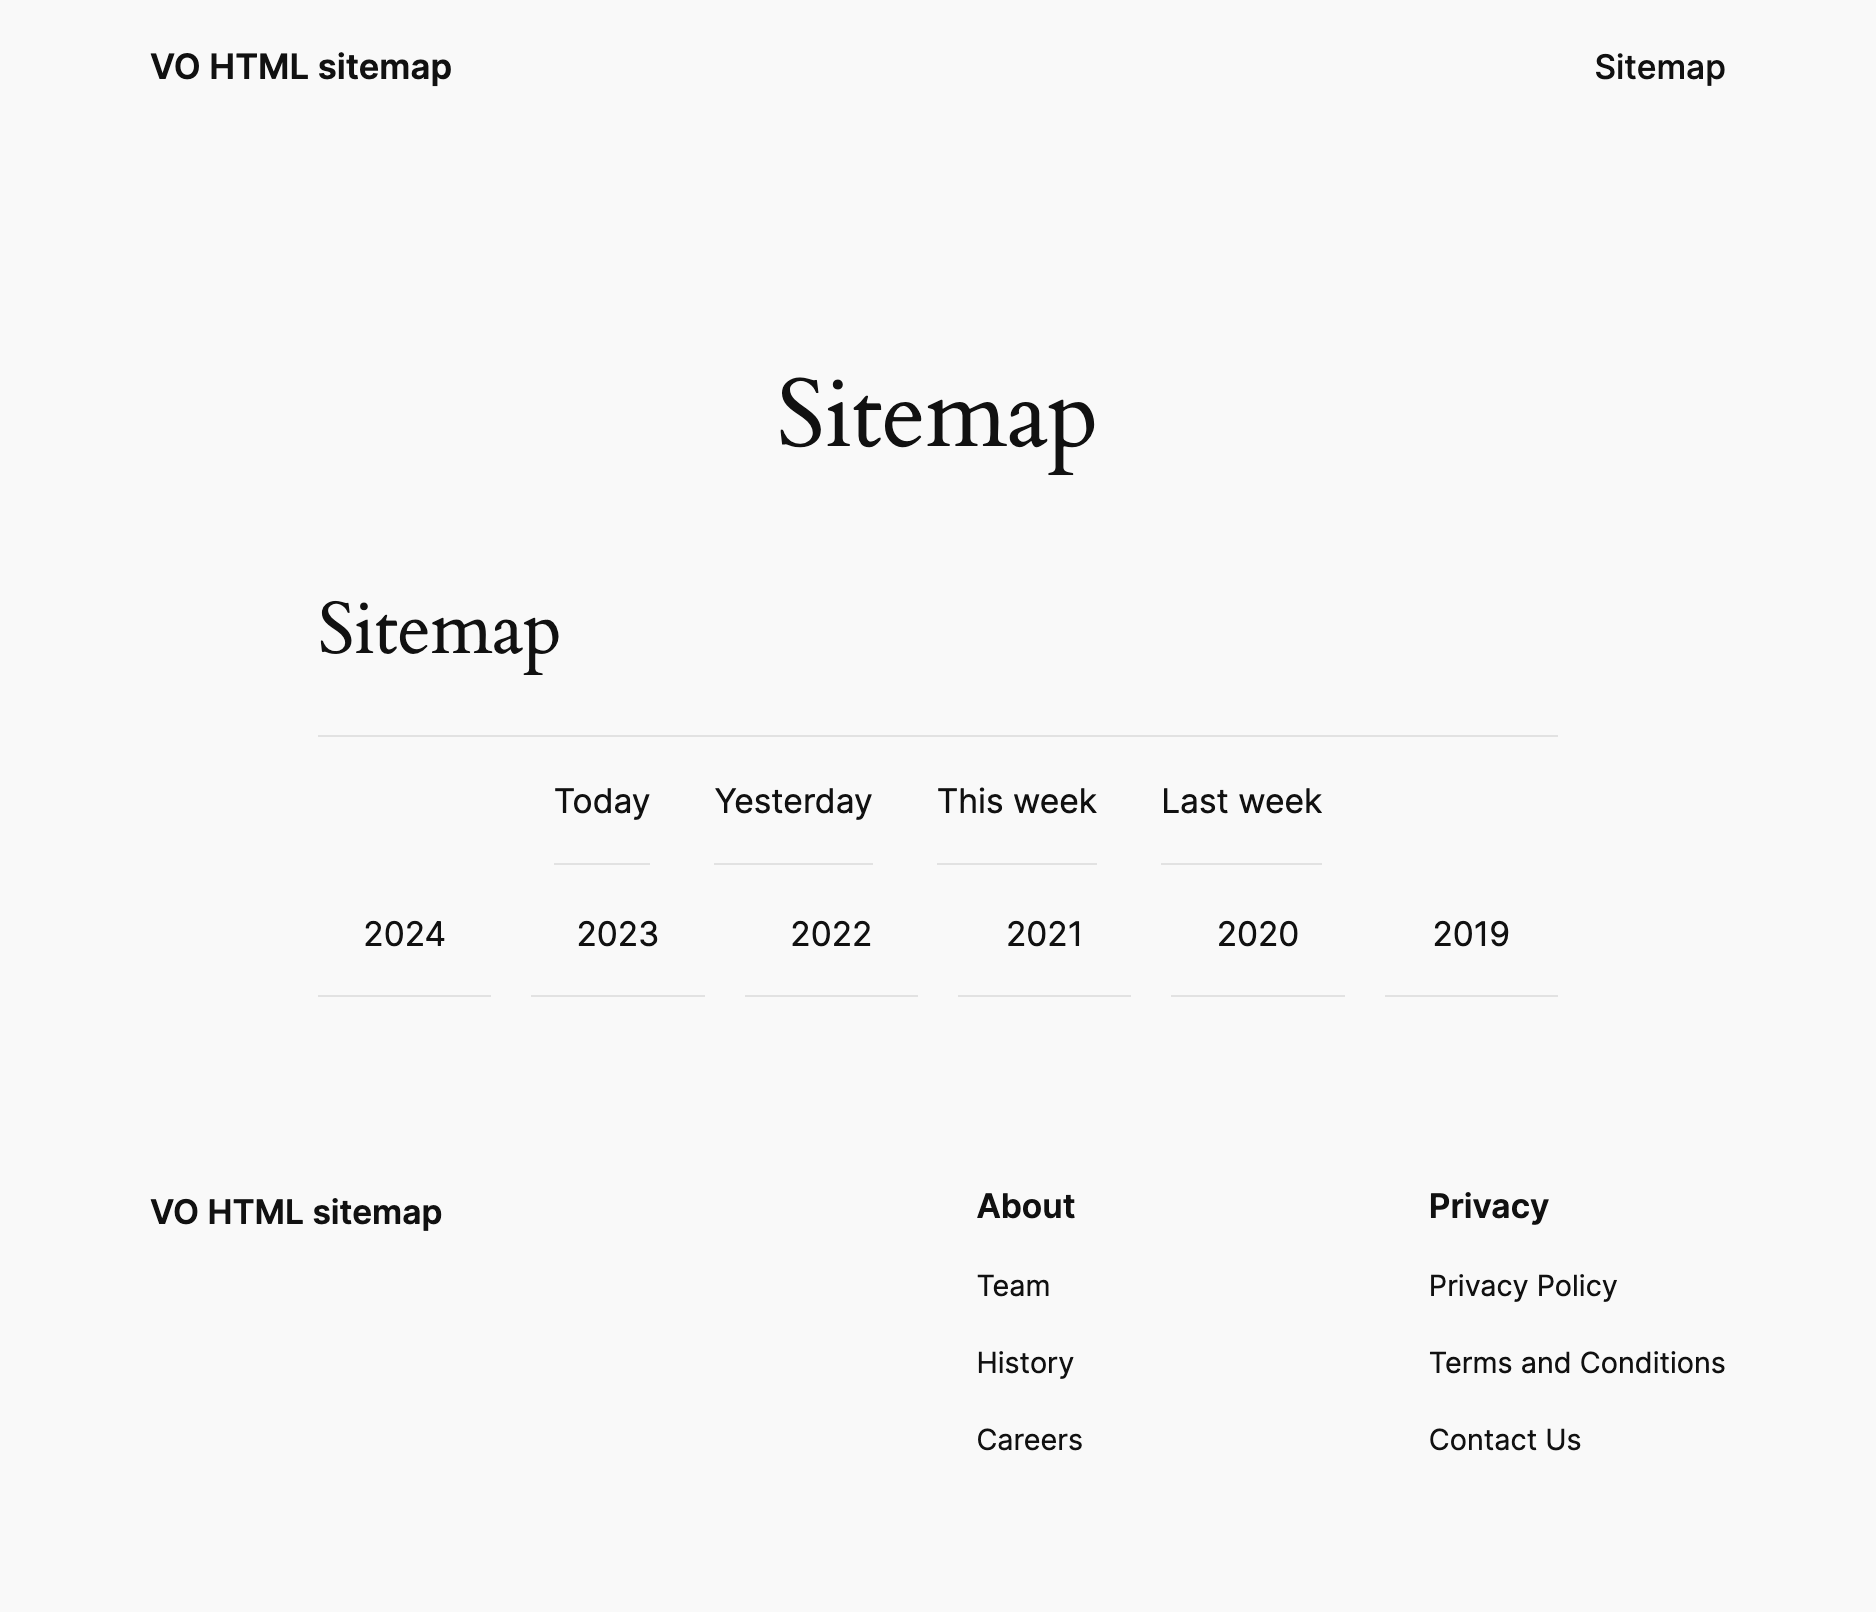 VO HTML sitemap Sitemap
Sitemap
Sitemap
Today Yesterday This week Last week
2024 2023 2022 2021 2020 2019
VO HTML sitemap
About
Team
History
Careers
Privacy
Privacy Policy
Terms and Conditions
Contact Us